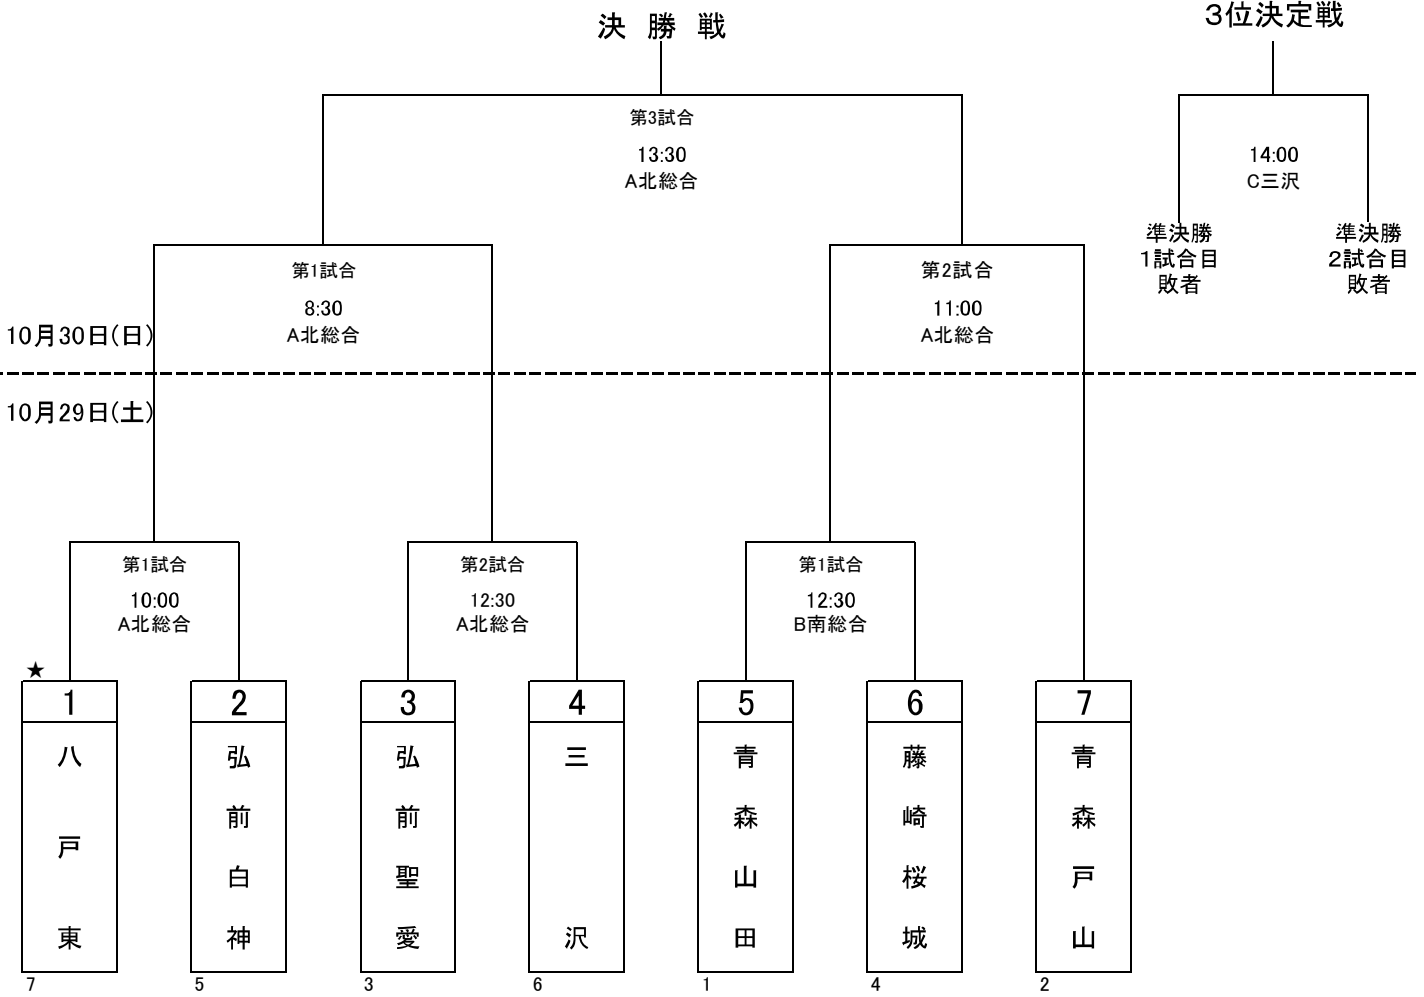 決 勝 戦
３位決定戦
第3試合
13:30
A北総合
14:00
C三沢
準決勝
１試合目
敗者
準決勝
２試合目
敗者
第1試合
8:30
A北総合
第2試合
11:00
A北総合
10月30日(日)
10月29日(土)
第1試合
10:00
A北総合
第2試合
12:30
A北総合
第1試合
12:30
B南総合
★
1
八戸東
7
2
弘前白神
5
3
弘前聖愛
3
4
三沢
6
5
青森山田
1
6
藤崎桜城
4
7
青森戸山
2